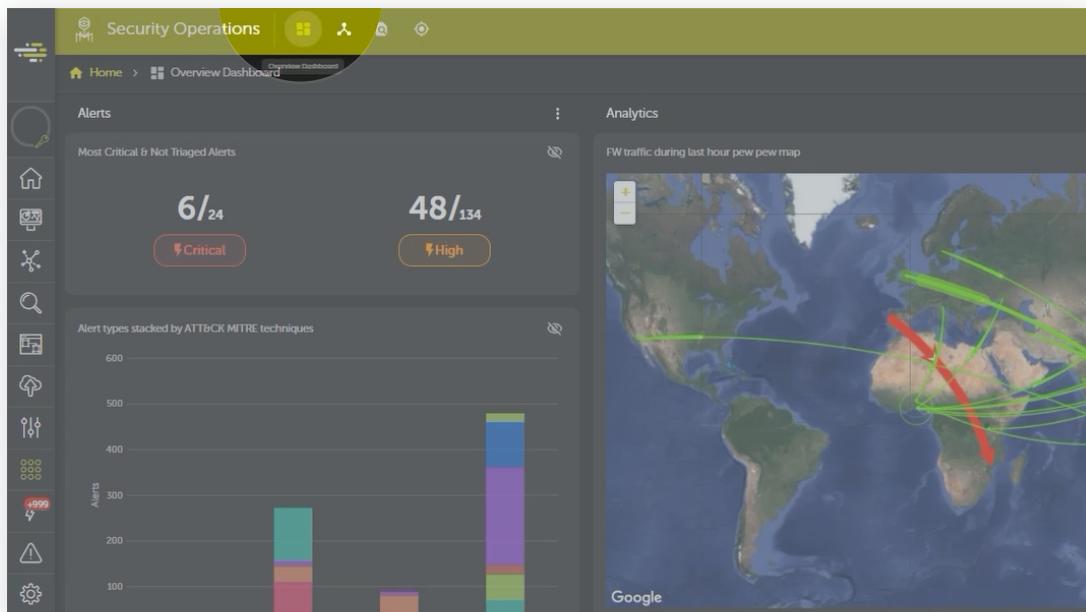 Security Operations
Overview Dashboard
Home > Overview Dashboard
Alerts
Most Critical & Not Triaged Alerts
6/24
48/134
Critical
High
Alert types stacked by ATT&CK MITRE techniques
600
500
400
300
200
100
Alerts
+999
Analytics
FW traffic during last hour pew pew map
+
−
Google